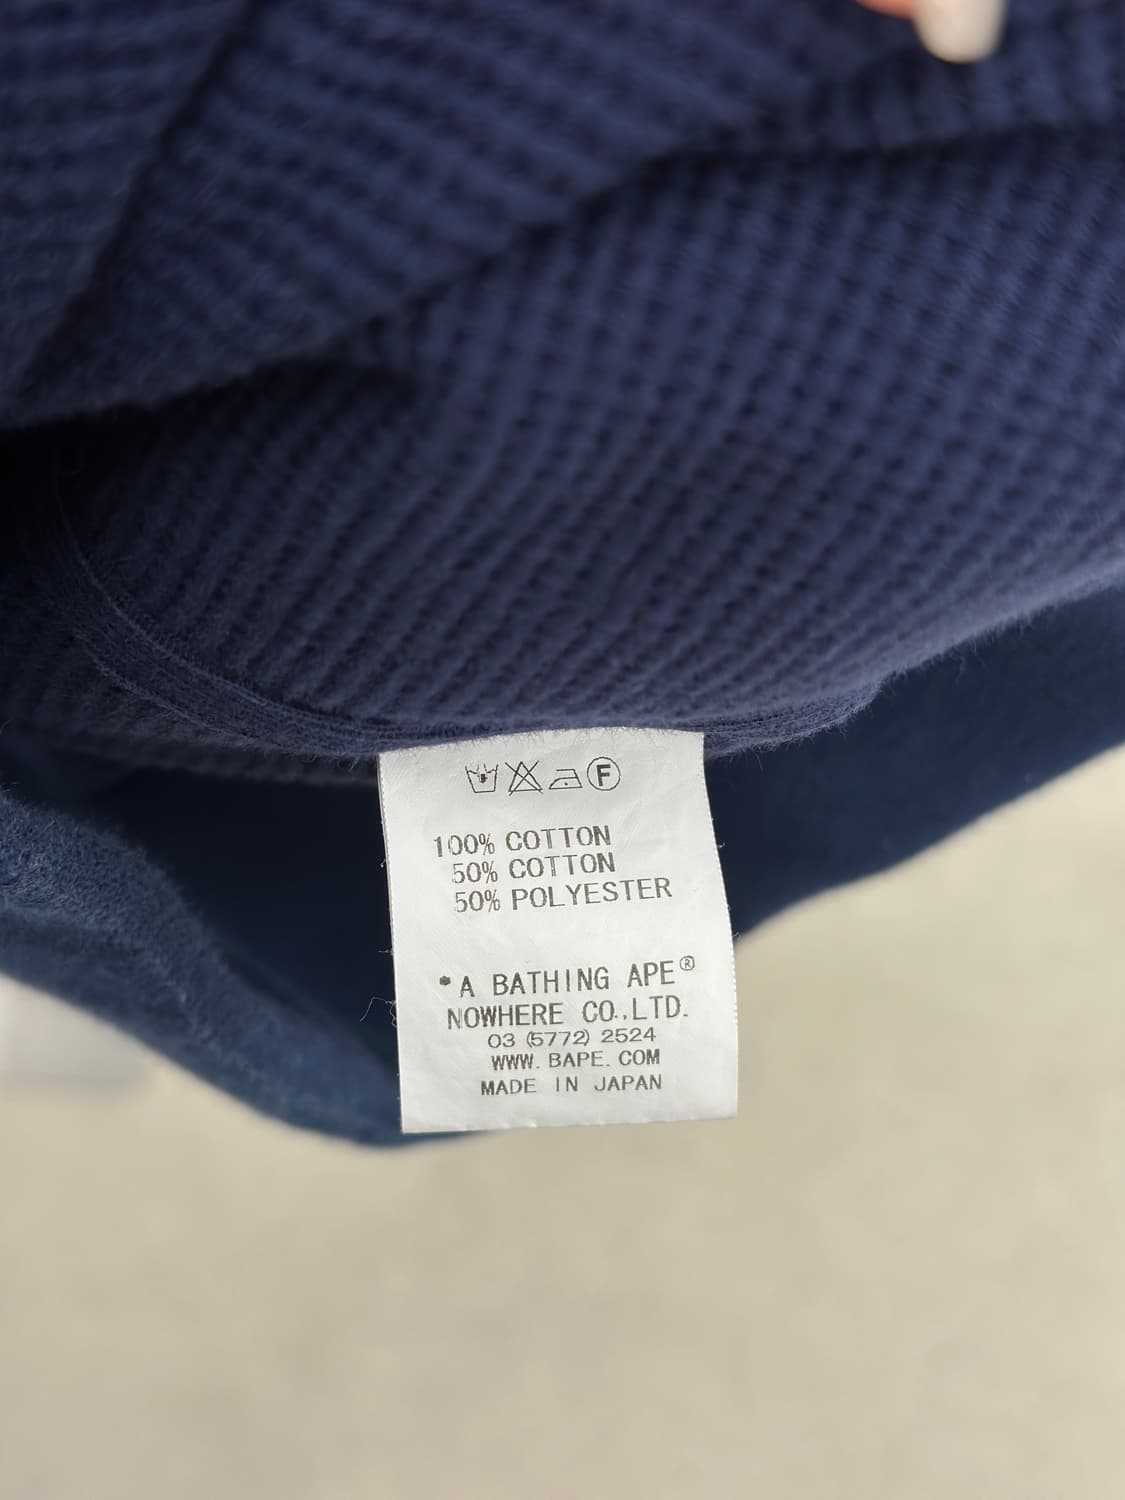 F
100% COTTON
50% COTTON
50% POLYESTER
*A BATHING APE®
NOWHERE CO.,LTD.
03 (5772) 2524
WWW.BAPE.COM
MADE IN JAPAN